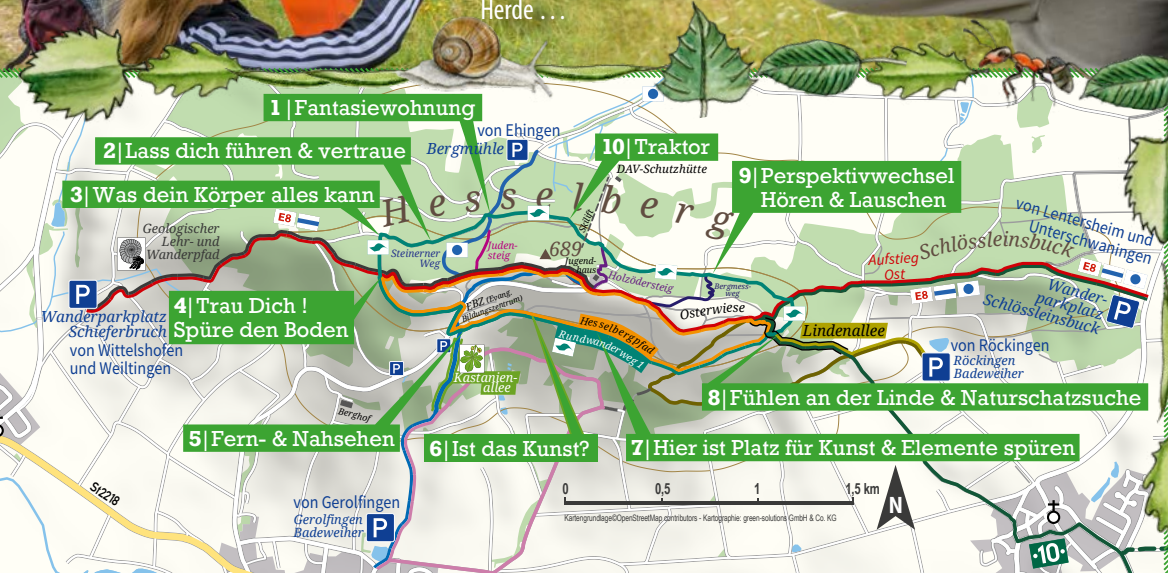 Herde …
1|Fantasiewohnung
von Ehingen
Bergmühle P
2|Lass dich führen & vertraue
10|Traktor
DAV-Schutzhütte
3|Was dein Körper alles kann
9|Perspektivwechsel
Hören & Lauschen
Hesselberg
E8
Geologischer
Lehr- und
Wanderpfad
Steinerner
Weg
Juden-
steig
689
Skilift
Jugend-
haus
Holzödersteig
Bergmess-
weg
von Lentersheim und
Unterschwaningen
Schlössleinsbuck
Aufstieg
Ost
E8
E8
Wander-
parkplatz
Schlössleinsbuck
P
P
Wanderparkplatz
Schieferbruch
von Wittelshofen
und Weiltingen
4|Trau Dich !
Spüre den Boden
EBZ (Evang.
Bildungszentrum)
Osterwiese
Hesselbergpfad
Rundwanderweg 1
Lindenallee
von Röckingen
Röckingen
Badeweiher
P
P
P
Kastanien-
allee
Berghof
8|Fühlen an der Linde & Naturschatzsuche
5|Fern- & Nahsehen
6|Ist das Kunst?
7|Hier ist Platz für Kunst & Elemente spüren
St2218
von Gerolfingen
Gerolfingen
Badeweiher
P
0 0,5 1 1,5 km
N
Kartengrundlage©OpenStreetMap contributors - Kartographie: green-solutions GmbH & Co. KG
·10·